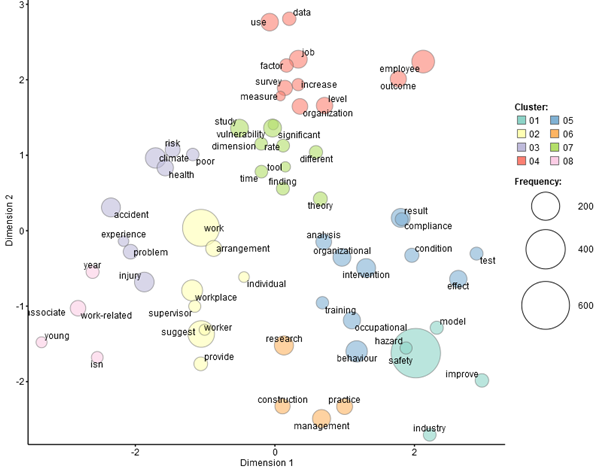 3
data
use
job
factor
employee
2
survey
increase
outcome
measure
level
organization
study
vulnerability
significant
dimension
rate
risk
different
1
climate
poor
tool
health
time
finding
theory
accident
result
work
compliance
0
experience
analysis
arrangement
organizational
condition
problem
test
year
individual
intervention
injury
effect
workplace
-1
ssociate
work-related
supervisor
training
model
suggest
worker
occupational
young
research
hazard
behaviour
safety
isn
provide
-2
improve
construction
practice
management
industry
-2
0
2
Dimension 1
Dimension 2
Cluster:
01 05
02 06
03 07
04 08
Frequency:
200
400
600